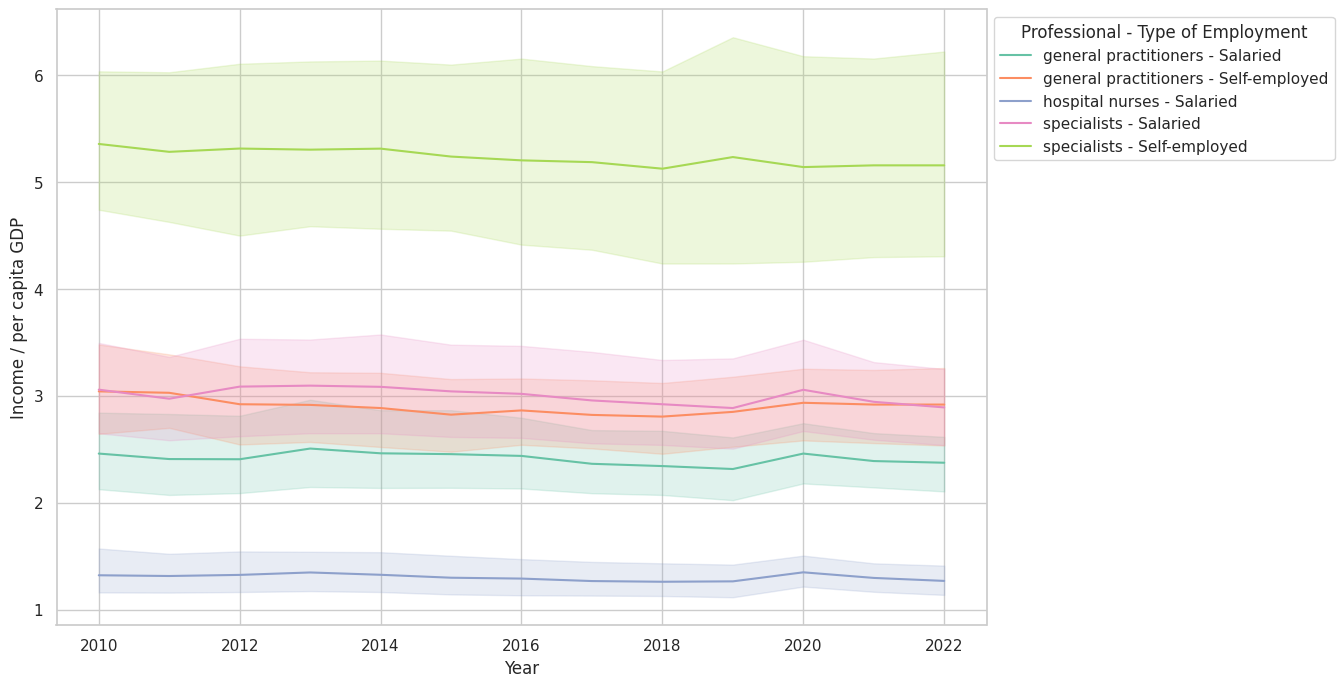 Professional - Type of Employment
general practitioners - Salaried
general practitioners - Self-employed
hospital nurses - Salaried
specialists - Salaried
specialists - Self-employed
Income / per capita GDP
6
5
4
3
2
1
2010 2012 2014 2016 2018 2020 2022
Year